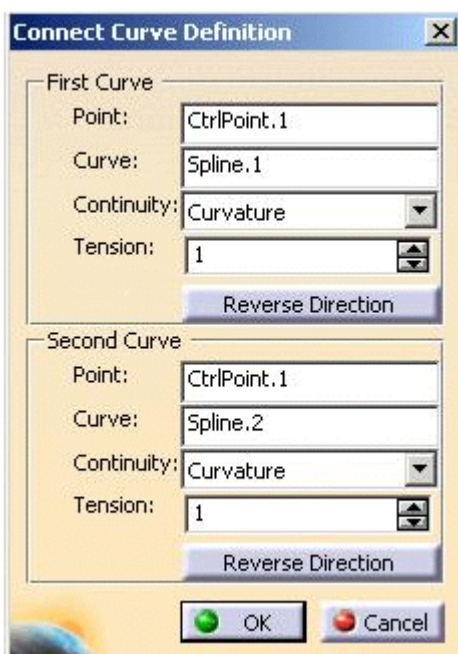 Connect Curve Definition
First Curve
Point: CtrlPoint.1
Curve: Spline.1
Continuity: Curvature
Tension: 1
Reverse Direction
Second Curve
Point: CtrlPoint.1
Curve: Spline.2
Continuity: Curvature
Tension: 1
Reverse Direction
OK Cancel